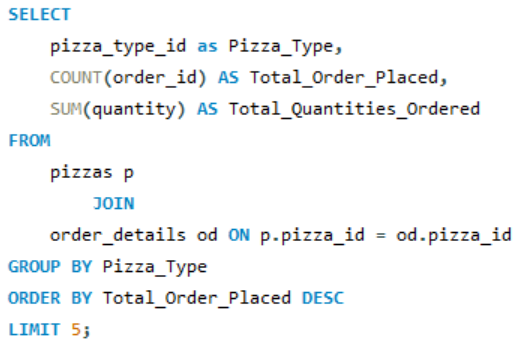 SELECT
    pizza_type_id as Pizza_Type,
    COUNT(order_id) AS Total_Order_Placed,
    SUM(quantity) AS Total_Quantities_Ordered
FROM
    pizzas p
        JOIN
    order_details od ON p.pizza_id = od.pizza_id
GROUP BY Pizza_Type
ORDER BY Total_Order_Placed DESC
LIMIT 5;